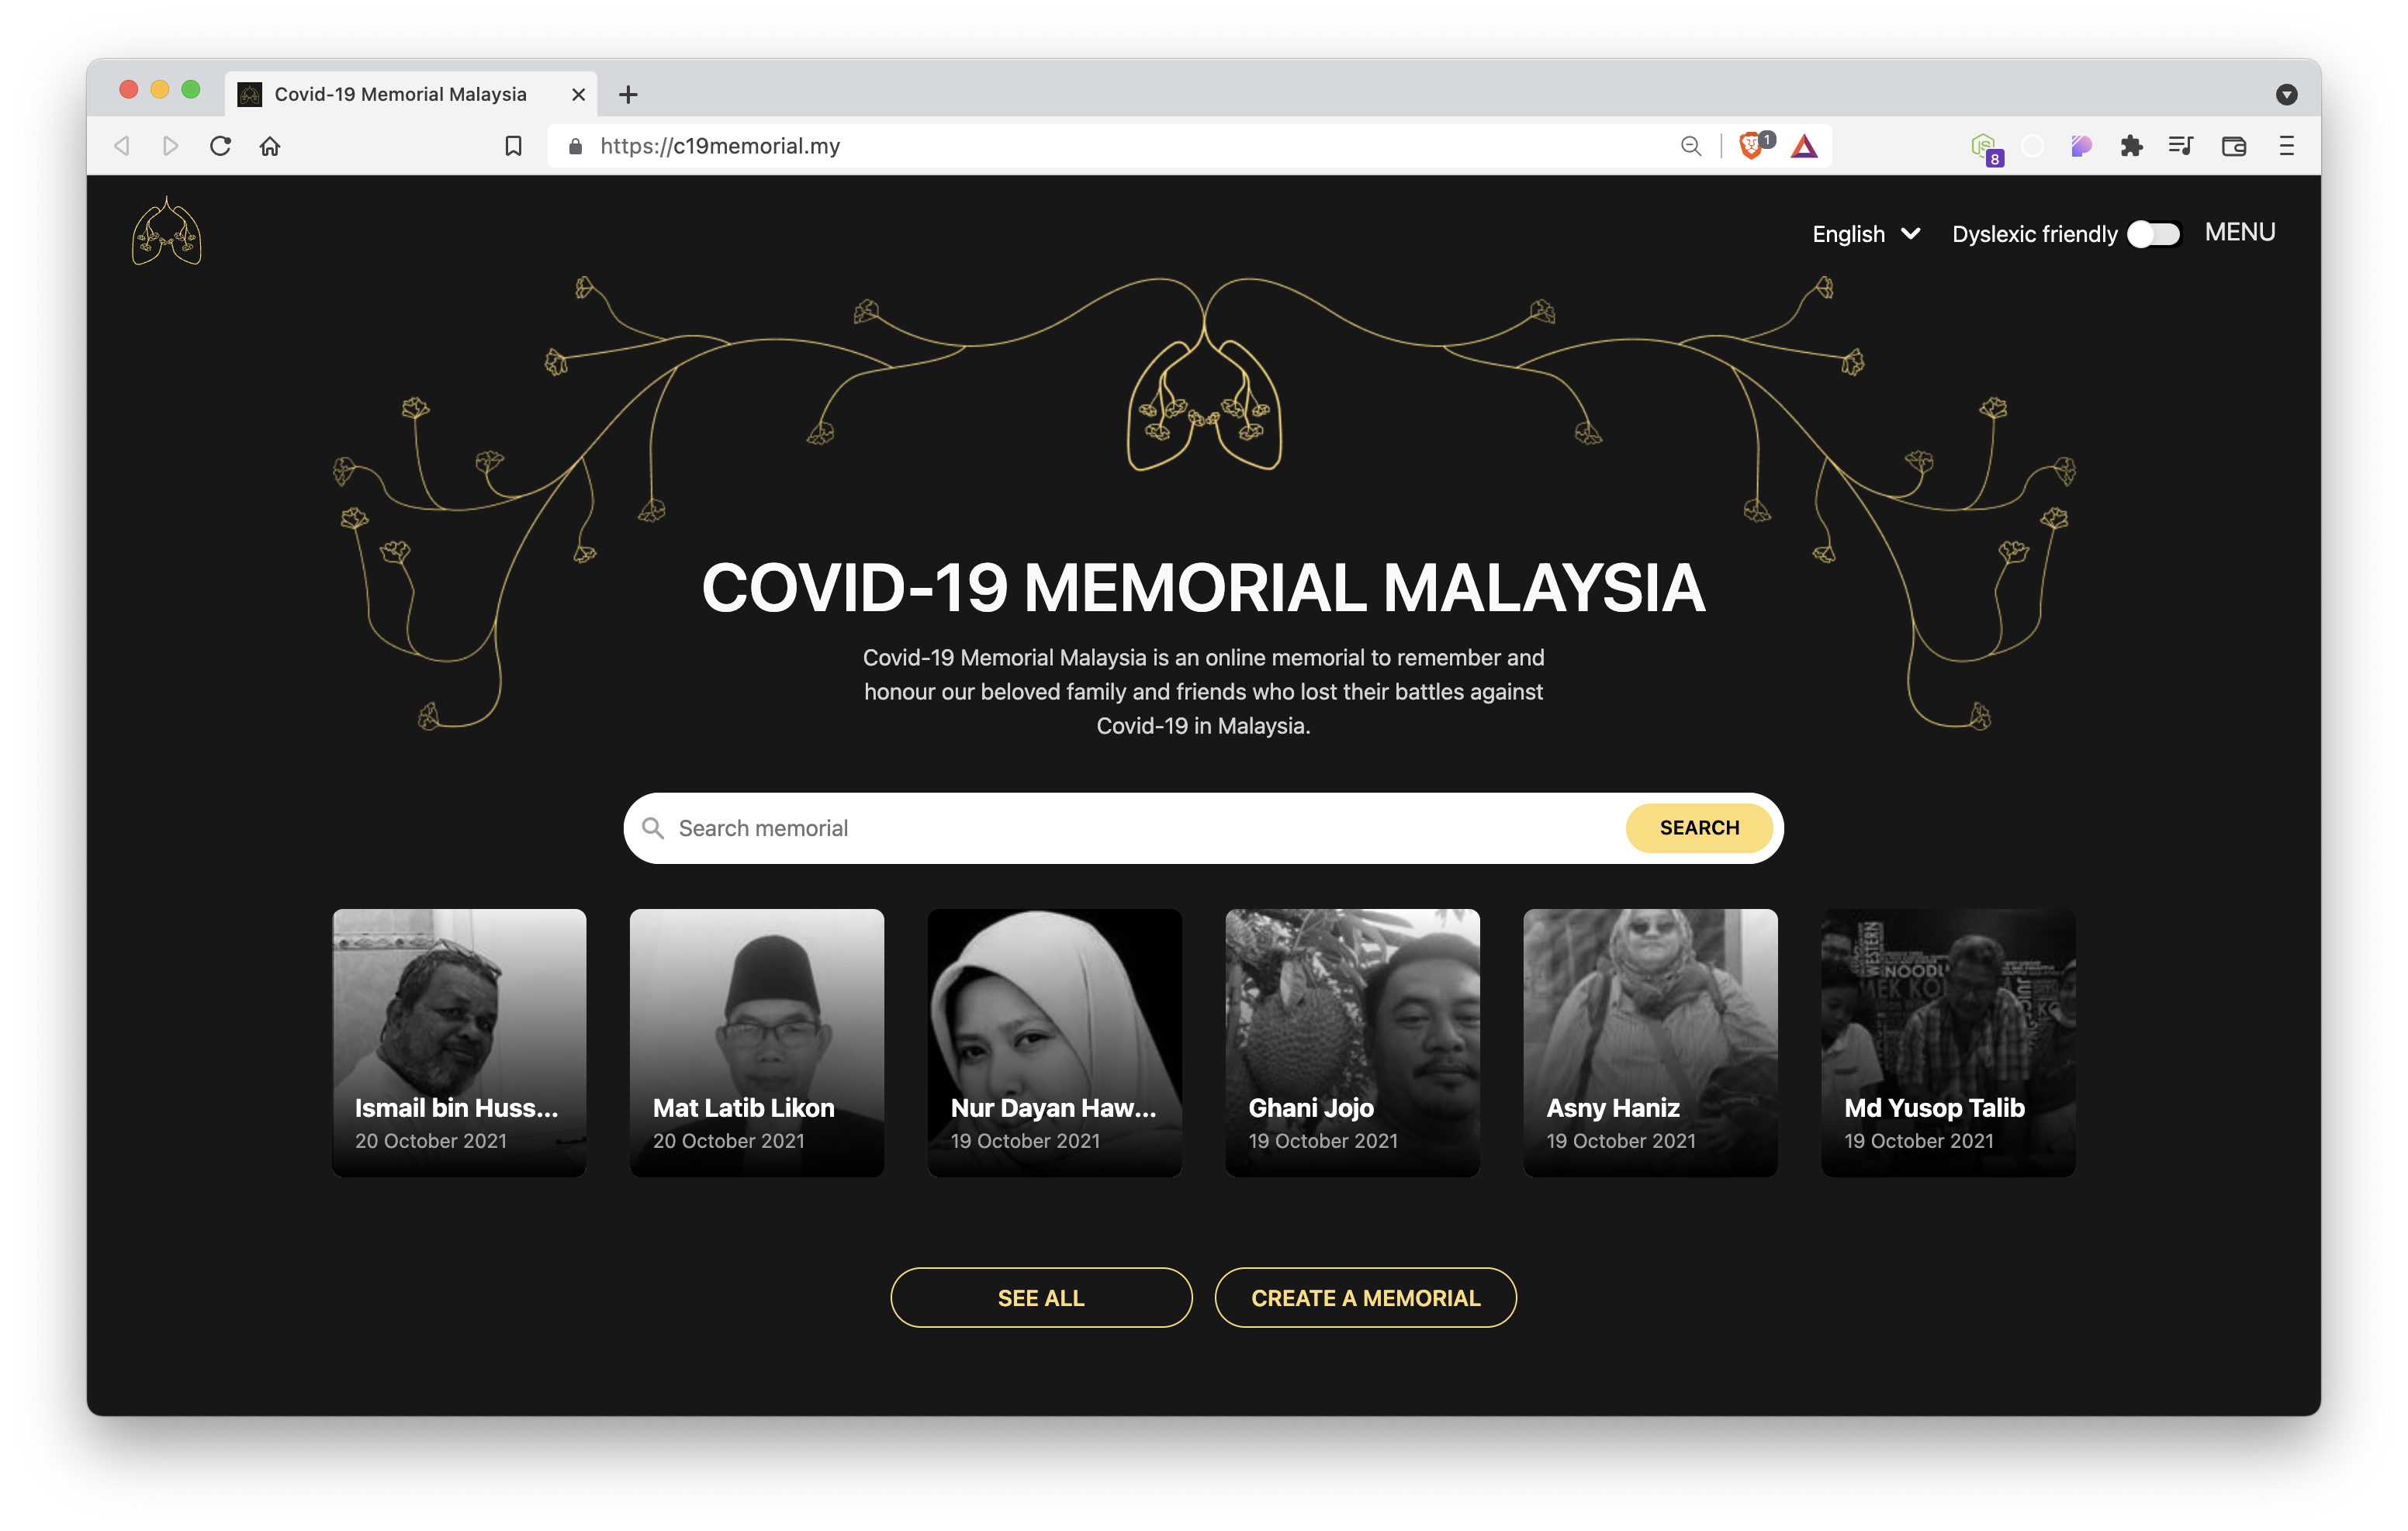 Covid-19 Memorial Malaysia
https://c19memorial.my
1
JS
8
English
Dyslexic friendly
MENU
COVID-19 MEMORIAL MALAYSIA
Covid-19 Memorial Malaysia is an online memorial to remember and
honour our beloved family and friends who lost their battles against
Covid-19 in Malaysia.
Search memorial
SEARCH
WESTERN
Ismail bin Huss...
20 October 2021
Mat Latib Likon
20 October 2021
Nur Dayan Haw...
19 October 2021
Ghani Jojo
19 October 2021
Asny Haniz
19 October 2021
Md Yusop Talib
19 October 2021
SEE ALL
CREATE A MEMORIAL